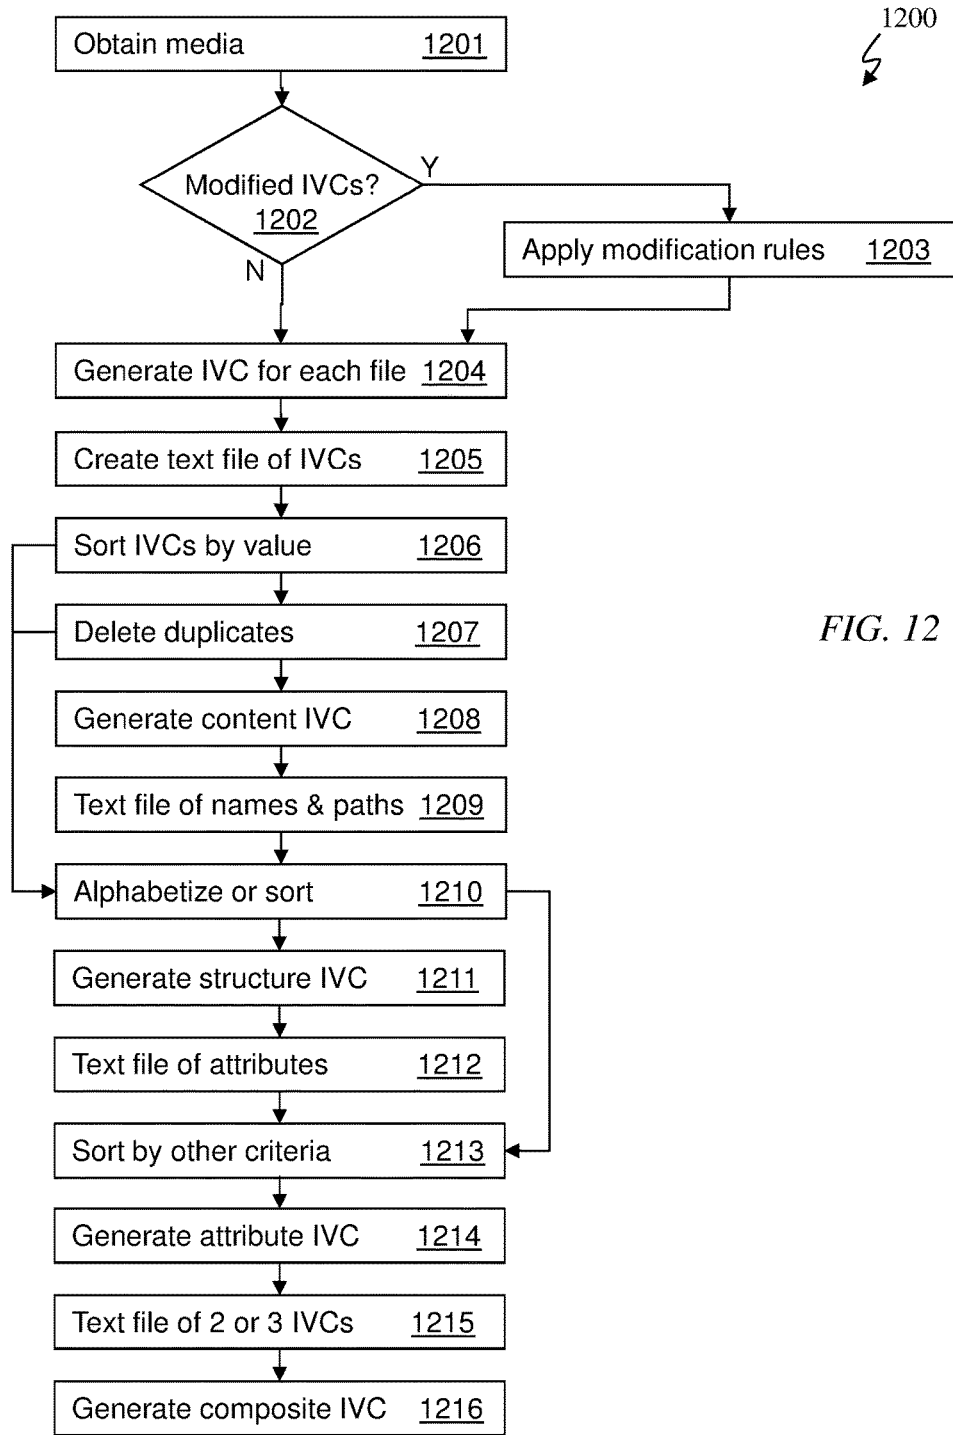 1200
Obtain media 1201
Modified IVCs?
1202
Y
N
Apply modification rules 1203
Generate IVC for each file 1204
Create text file of IVCs 1205
Sort IVCs by value 1206
Delete duplicates 1207
FIG. 12
Generate content IVC 1208
Text file of names & paths 1209
Alphabetize or sort 1210
Generate structure IVC 1211
Text file of attributes 1212
Sort by other criteria 1213
Generate attribute IVC 1214
Text file of 2 or 3 IVCs 1215
Generate composite IVC 1216